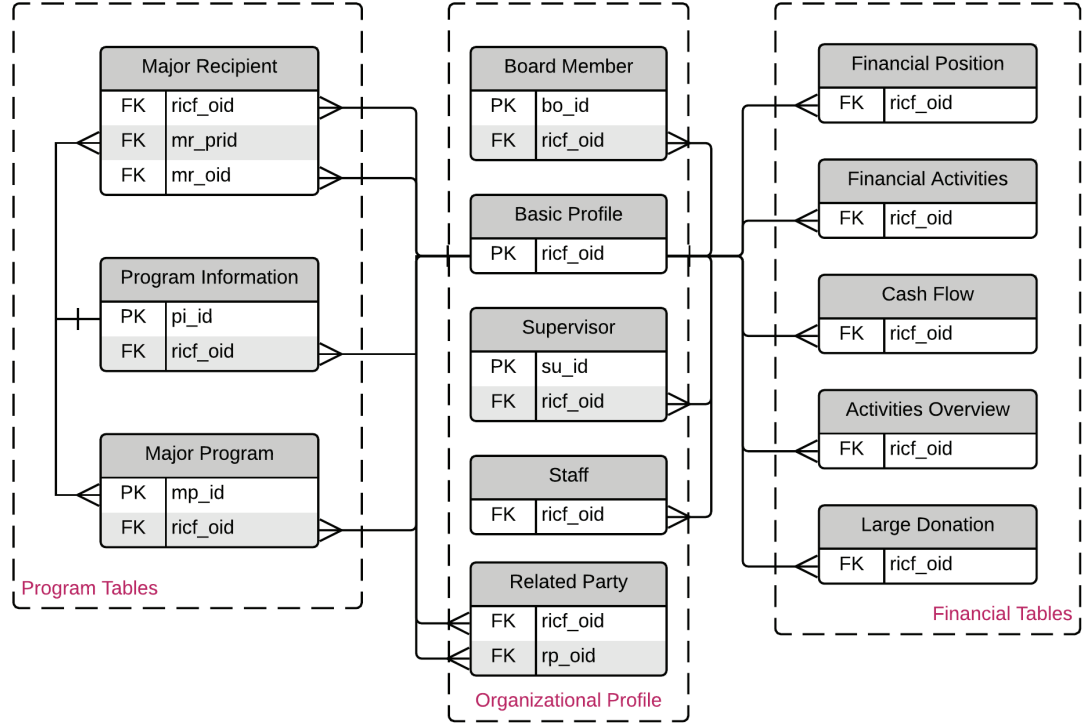 Major Recipient
FK ricf_oid
FK mr_prid
FK mr_oid
Program Information
PK pi_id
FK ricf_oid
Major Program
PK mp_id
FK ricf_oid
Program Tables
Board Member
PK bo_id
FK ricf_oid
Basic Profile
PK ricf_oid
Supervisor
PK su_id
FK ricf_oid
Staff
FK ricf_oid
Related Party
FK ricf_oid
FK rp_oid
Organizational Profile
Financial Position
FK ricf_oid
Financial Activities
FK ricf_oid
Cash Flow
FK ricf_oid
Activities Overview
FK ricf_oid
Large Donation
FK ricf_oid
Financial Tables